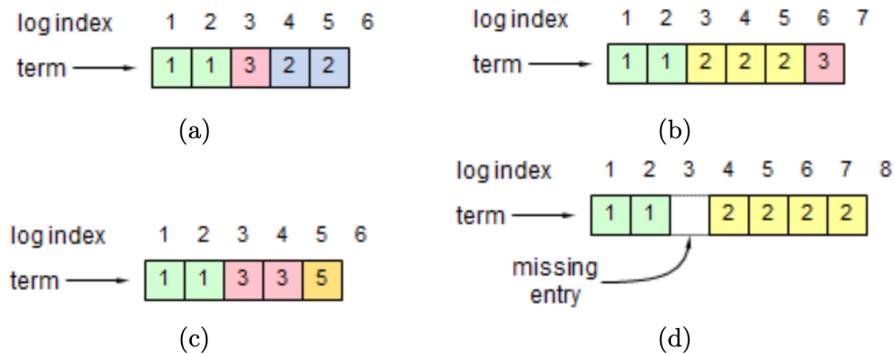 log index 1 2 3 4 5 6
term 1 1 3 2 2
(a)
log index 1 2 3 4 5 6 7
term 1 1 2 2 2 3
(b)
log index 1 2 3 4 5 6
term 1 1 3 3 5
(c)
log index 1 2 3 4 5 6 7 8
term 1 1 2 2 2 2
missing
entry
(d)